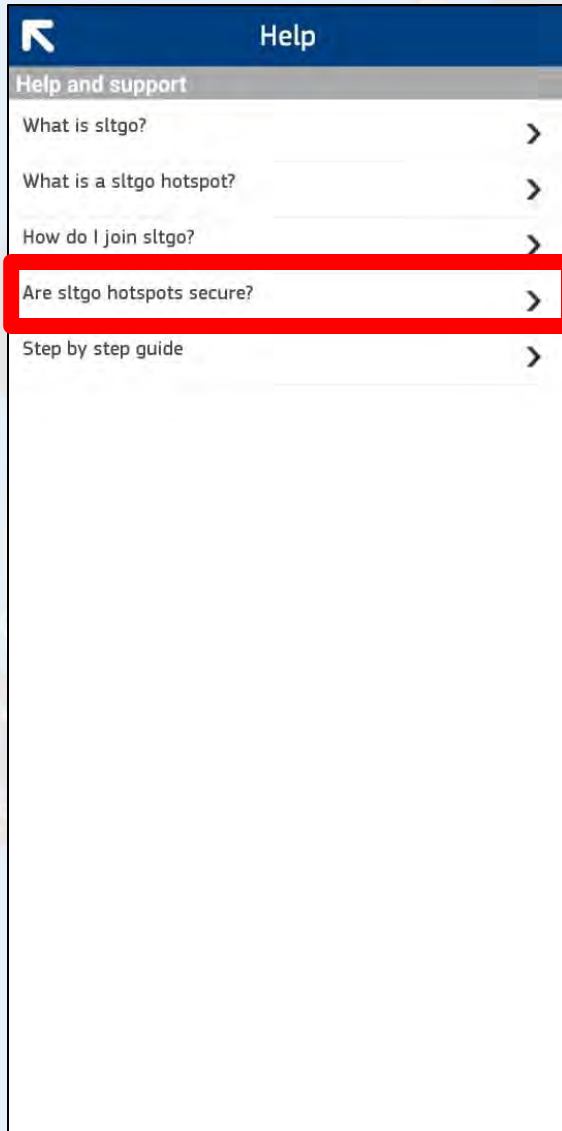 Help
Help and support
What is sltgo?
What is a sltgo hotspot?
How do I join sltgo?
Are sltgo hotspots secure?
Step by step guide